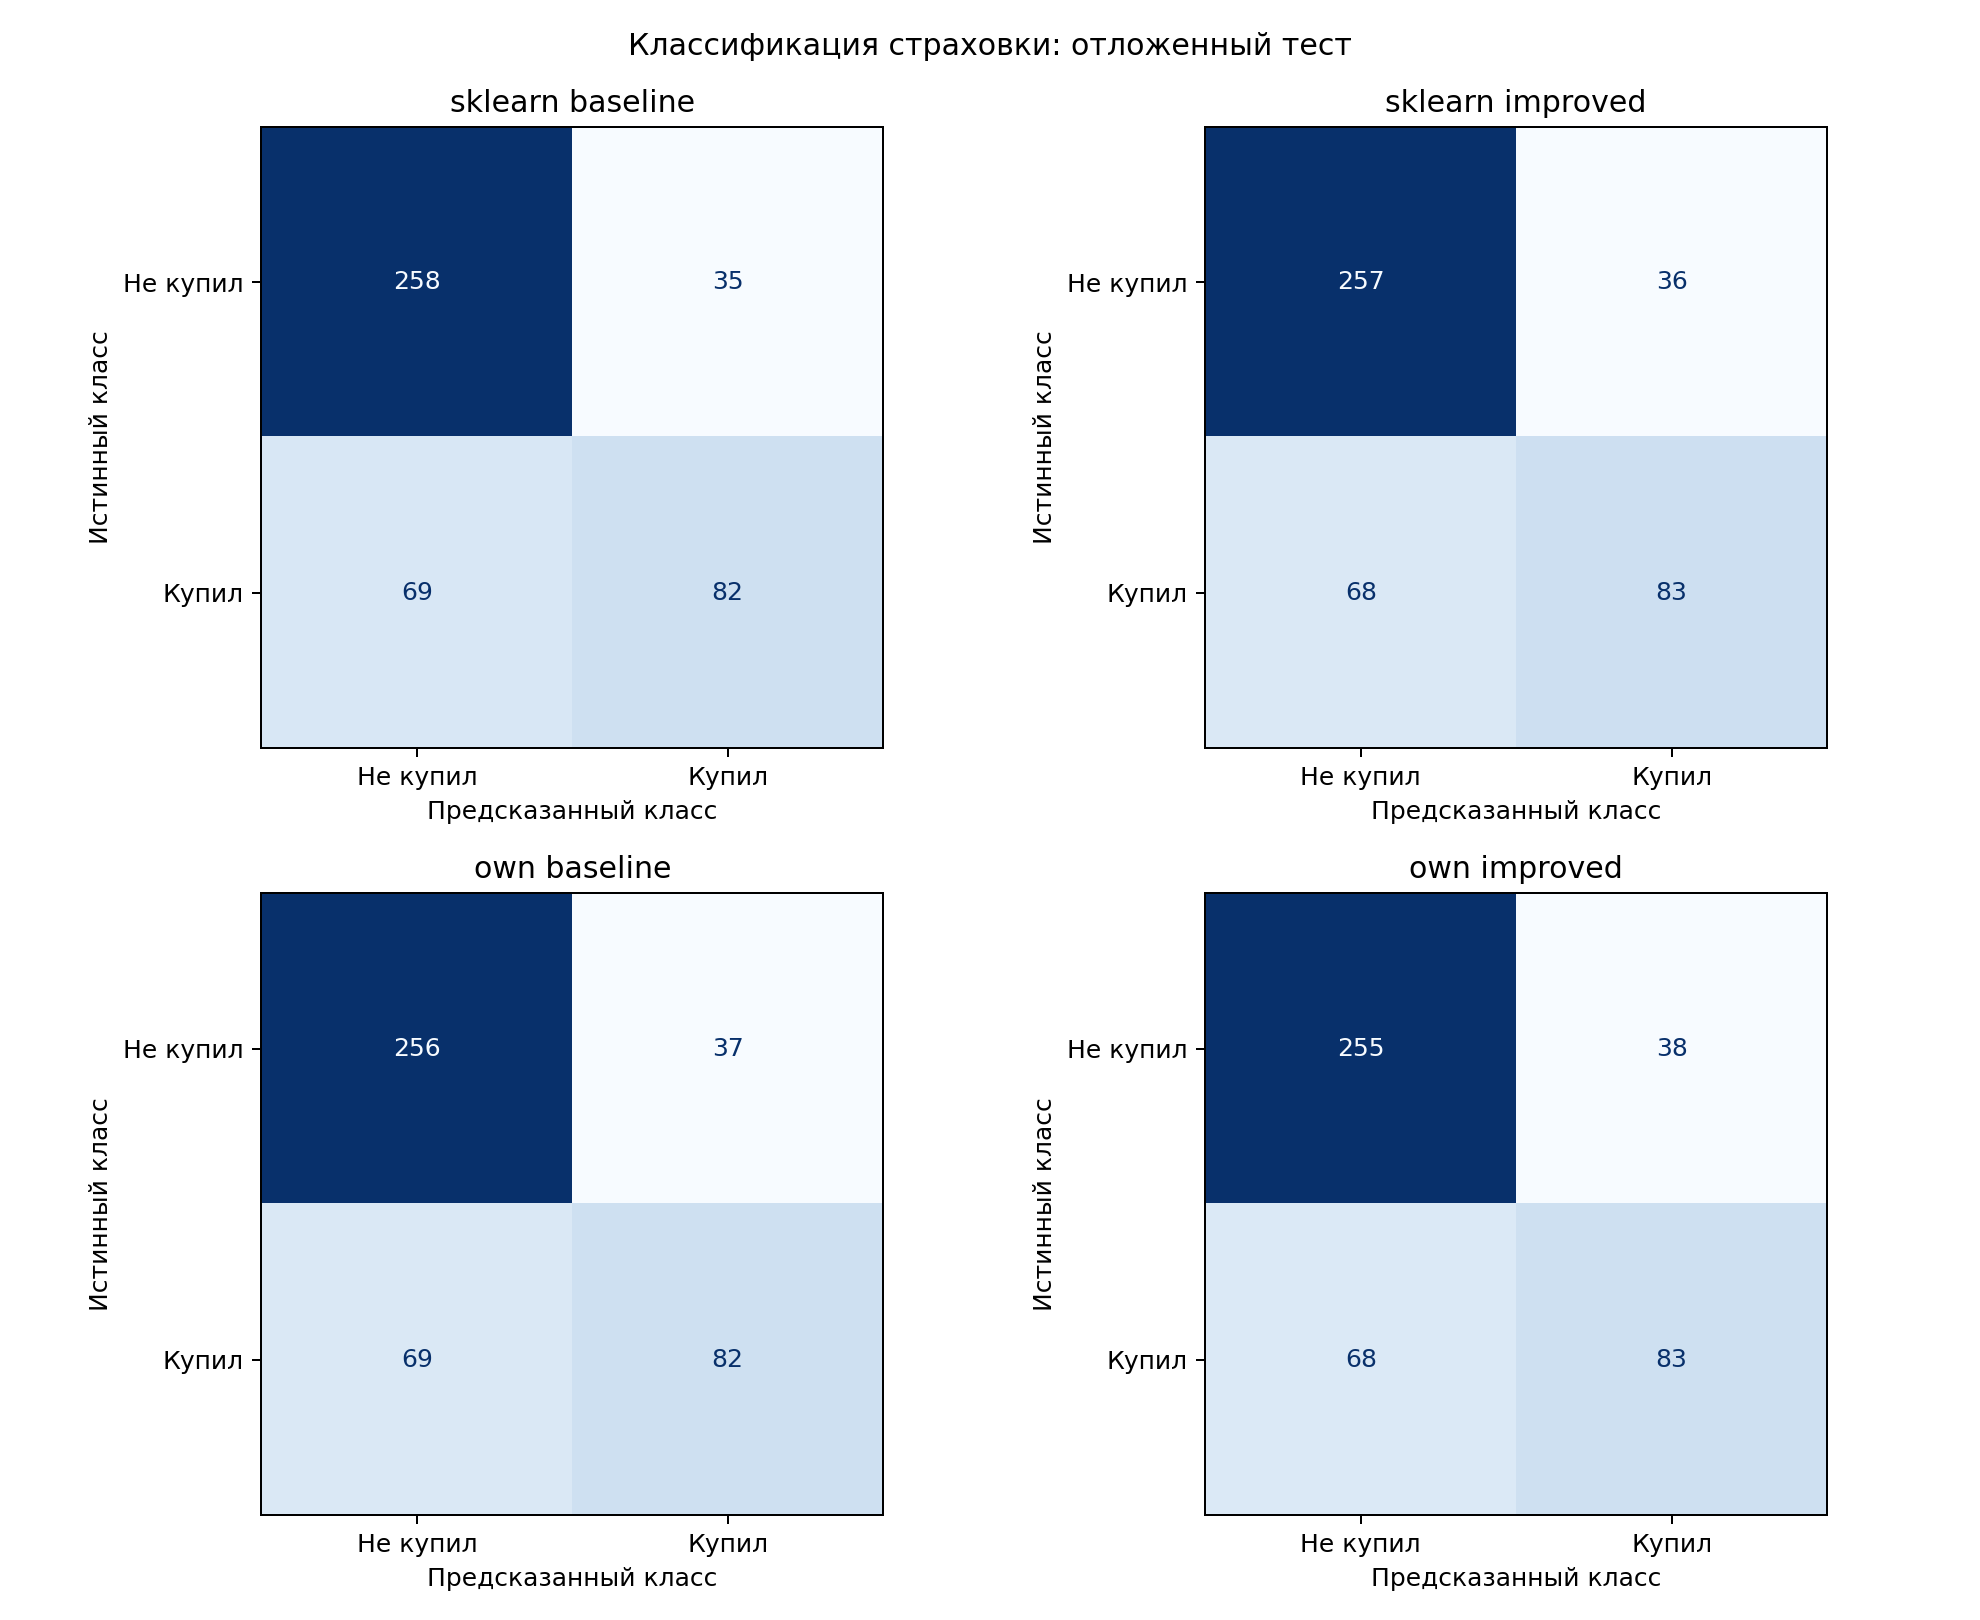 Классификация страховки: отложенный тест
sklearn baseline
Истинный класс
Не купил
258
35
Купил
69
82
Не купил
Купил
Предсказанный класс
sklearn improved
Истинный класс
Не купил
257
36
Купил
68
83
Не купил
Купил
Предсказанный класс
own baseline
Истинный класс
Не купил
256
37
Купил
69
82
Не купил
Купил
Предсказанный класс
own improved
Истинный класс
Не купил
255
38
Купил
68
83
Не купил
Купил
Предсказанный класс